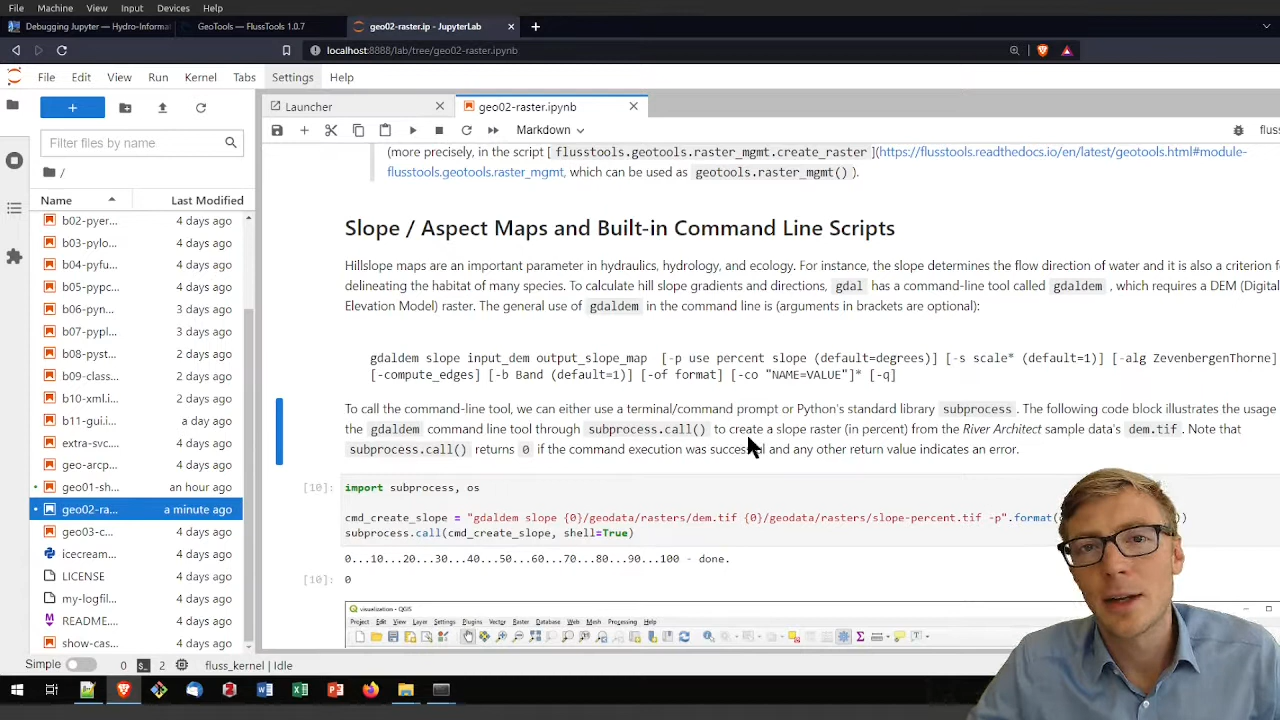 File Machine View Input Devices Help
Debugging Jupyter — Hydro-Informat
GeoTools — FlussTools 1.0.7
geo02-raster.ip - JupyterLab
localhost:8888/lab/tree/geo02-raster.ipynb
File Edit View Run Kernel Tabs Settings Help
Launcher
geo02-raster.ipynb
Markdown
Filter files by name
/
Name Last Modified
b02-pyer... 4 days ago
b03-pylo... 4 days ago
b04-pyfu... 4 days ago
b05-pypc... 4 days ago
b06-pyn... 4 days ago
b07-pypl... 3 days ago
b08-pyst... 2 days ago
b09-class... 2 days ago
b10-xml.i... 2 days ago
b11-gui.i... a day ago
extra-svc... 4 days ago
geo-arcp... 4 days ago
geo01-sh... an hour ago
geo02-ra... a minute ago
geo03-c... 4 days ago
icecream... 4 days ago
LICENSE 4 days ago
my-logfil... 4 days ago
README... 4 days ago
show-cas... 4 days ago
(more precisely, in the script [ flusstools.geotools.raster_mgmt.create_raster ](https://flusstools.readthedocs.io/en/latest/geotools.html#module-
flusstools.geotools.raster_mgmt, which can be used as geotools.raster_mgmt() ).
Slope / Aspect Maps and Built-in Command Line Scripts
Hillslope maps are an important parameter in hydraulics, hydrology, and ecology. For instance, the slope determines the flow direction of water and it is also a criterion f
delineating the habitat of many species. To calculate hill slope gradients and directions, gdal has a command-line tool called gdaldem , which requires a DEM (Digital
Elevation Model) raster. The general use of gdaldem in the command line is (arguments in brackets are optional):
gdaldem slope input_dem output_slope_map [-p use percent slope (default=degrees)] [-s scale* (default=1)] [-alg ZevenbergenThorne]
[-compute_edges] [-b Band (default=1)] [-of format] [-co "NAME=VALUE"]* [-q]
To call the command-line tool, we can either use a terminal/command prompt or Python's standard library subprocess . The following code block illustrates the usage
the gdaldem command line tool through subprocess.call() to create a slope raster (in percent) from the River Architect sample data's dem.tif . Note that
subprocess.call() returns 0 if the command execution was successful and any other return value indicates an error.
[10]: import subprocess, os
cmd_create_slope = "gdaldem slope {0}/geodata/rasters/dem.tif {0}/geodata/rasters/slope-percent.tif -p".format(
subprocess.call(cmd_create_slope, shell=True)
0...10...20...30...40...50...60...70...80...90...100 - done.
[10]: 0
visualization - QGIS
Project Edit View Layer Settings Plugins Vector Raster Database Web Mesh Processing Help
Simple 0 2 fluss_kernel | Idle